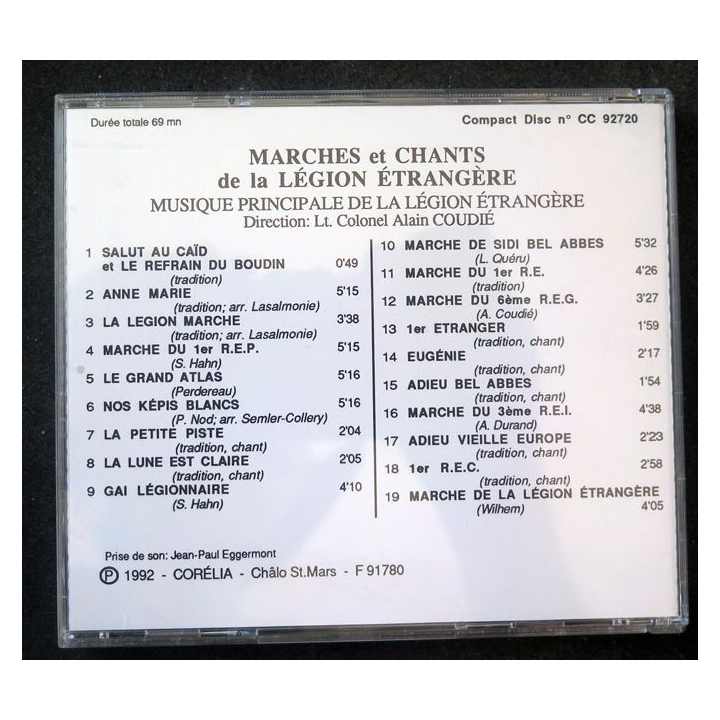 Durée totale 69 mn
Compact Disc n° CC 92720
MARCHES et CHANTS
de la LÉGION ÉTRANGÈRE
MUSIQUE PRINCIPALE DE LA LÉGION ÉTRANGÈRE
Direction: Lt. Colonel Alain COUDIÉ
1 SALUT AU CAÏD
et LE REFRAIN DU BOUDIN 0'49
(tradition)
2 ANNE MARIE 5'15
(tradition; arr. Lasalmonie)
3 LA LEGION MARCHE 3'38
(tradition; arr. Lasalmonie)
4 MARCHE DU 1er R.E.P. 5'15
(S. Hahn)
5 LE GRAND ATLAS 5'16
(Perdereau)
6 NOS KÉPIS BLANCS 5'16
(P. Nod; arr. Semler-Collery)
7 LA PETITE PISTE 2'04
(tradition, chant)
8 LA LUNE EST CLAIRE 2'05
(tradition, chant)
9 GAI LÉGIONNAIRE 4'10
(S. Hahn)
10 MARCHE DE SIDI BEL ABBES 5'32
(L. Quéru)
11 MARCHE DU 1er R.E. 4'26
(tradition)
12 MARCHE DU 6ème R.E.G. 3'27
(A. Coudié)
13 1er ETRANGER 1'59
(tradition, chant)
14 EUGÉNIE 2'17
(tradition, chant)
15 ADIEU BEL ABBES 1'54
(tradition, chant)
16 MARCHE DU 3ème R.E.I. 4'38
(A. Durand)
17 ADIEU VIEILLE EUROPE 2'23
(tradition, chant)
18 1er R.E.C. 2'58
(tradition, chant)
19 MARCHE DE LA LÉGION ÉTRANGÈRE
(Wilhem) 4'05
Prise de son: Jean-Paul Eggermont
Ⓟ 1992 - CORÉLIA - Châlo St.Mars - F 91780